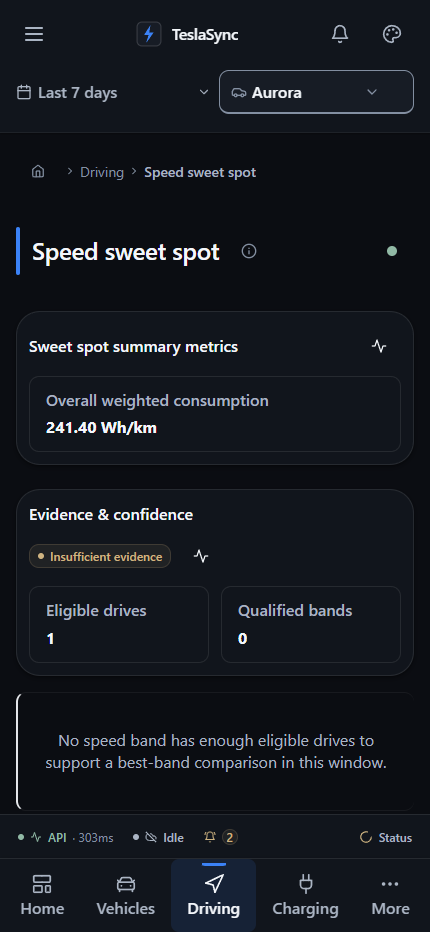 TeslaSync
Last 7 days
Aurora
Driving
Speed sweet spot
Speed sweet spot
Sweet spot summary metrics
Overall weighted consumption
241.40 Wh/km
Evidence & confidence
Insufficient evidence
Eligible drives
1
Qualified bands
0
No speed band has enough eligible drives to
support a best-band comparison in this window.
API · 303ms
Idle
2
Status
Home
Vehicles
Driving
Charging
More